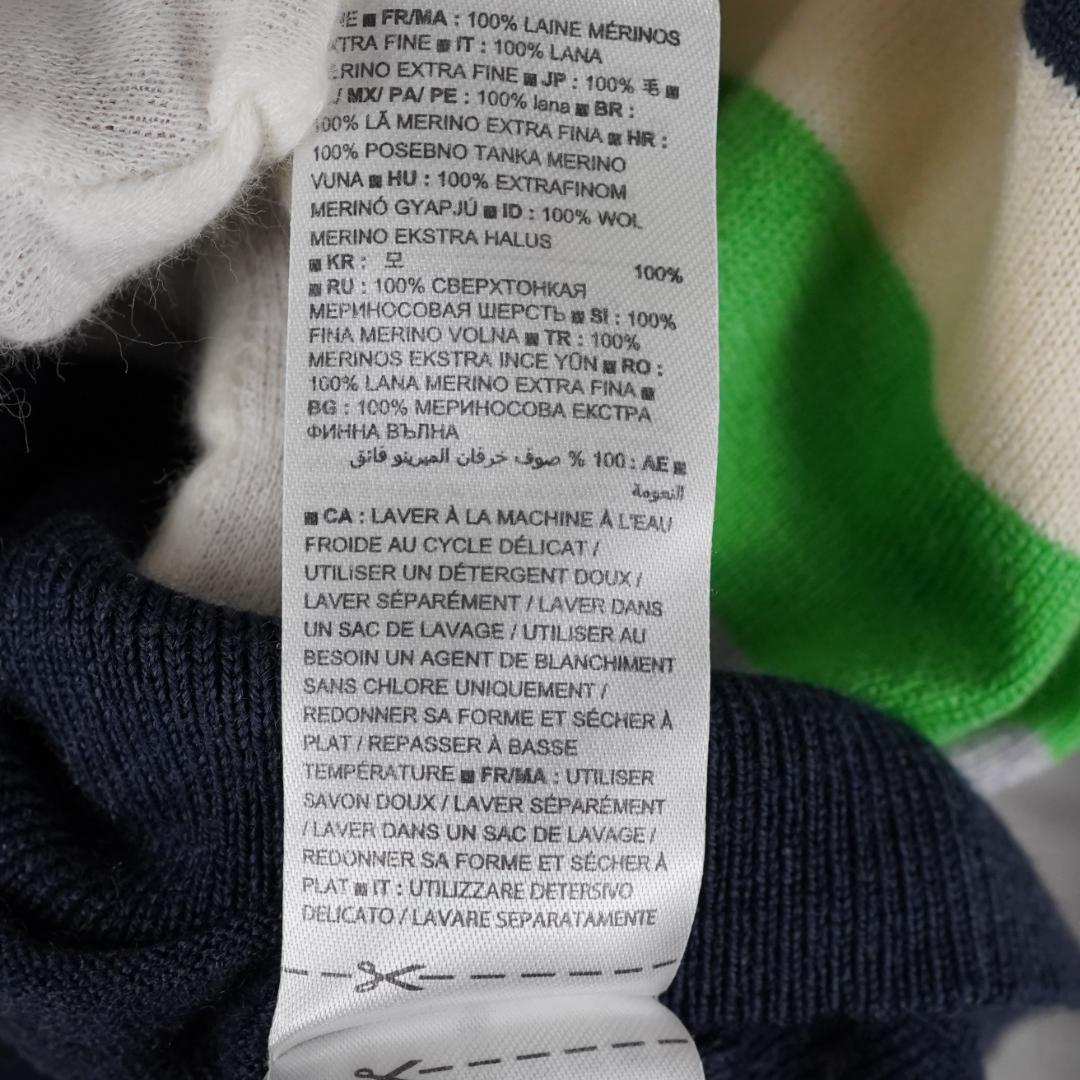 ■ FR/MA : 100% LAINE MÉRINOS
FINE ■ IT : 100% LANA
EXTRA FINE ■ JP : 100% 毛 ■
/ MX/ PA/ PE : 100% lana ■ BR :
100% LÃ MERINO EXTRA FINA ■ HR :
100% POSEBNO TANKA MERINO
VUNA ■ HU : 100% EXTRAFINOM
MERINÓ GYAPJÚ ■ ID : 100% WOL
MERINO EKSTRA HALUS
■ KR : 모 100%
■ RU : 100% СВЕРХТОНКАЯ
МЕРИНОСОВАЯ ШЕРСТЬ ■ SI : 100%
FINA MERINO VOLNA ■ TR : 100%
MERINOS EKSTRA INCE YÜN ■ RO :
100% LANA MERINO EXTRA FINA ■
BG : 100% МЕРИНОСОВА ЕКСТРА
ФИННА ВЪЛНА
■ AE : 100 % صوف خرفان الميرينو فائق
النعومة
■ CA : LAVER À LA MACHINE À L'EAU
FROIDE AU CYCLE DÉLICAT /
UTILISER UN DÉTERGENT DOUX /
LAVER SÉPARÉMENT / LAVER DANS
UN SAC DE LAVAGE / UTILISER AU
BESOIN UN AGENT DE BLANCHIMENT
SANS CHLORE UNIQUEMENT /
REDONNER SA FORME ET SÉCHER À
PLAT / REPASSER À BASSE
TEMPÉRATURE ■ FR/MA : UTILISER
SAVON DOUX / LAVER SÉPARÉMENT
/ LAVER DANS UN SAC DE LAVAGE /
REDONNER SA FORME ET SÉCHER À
PLAT ■ IT : UTILIZZARE DETERSIVO
DELICATO / LAVARE SEPARATAMENTE